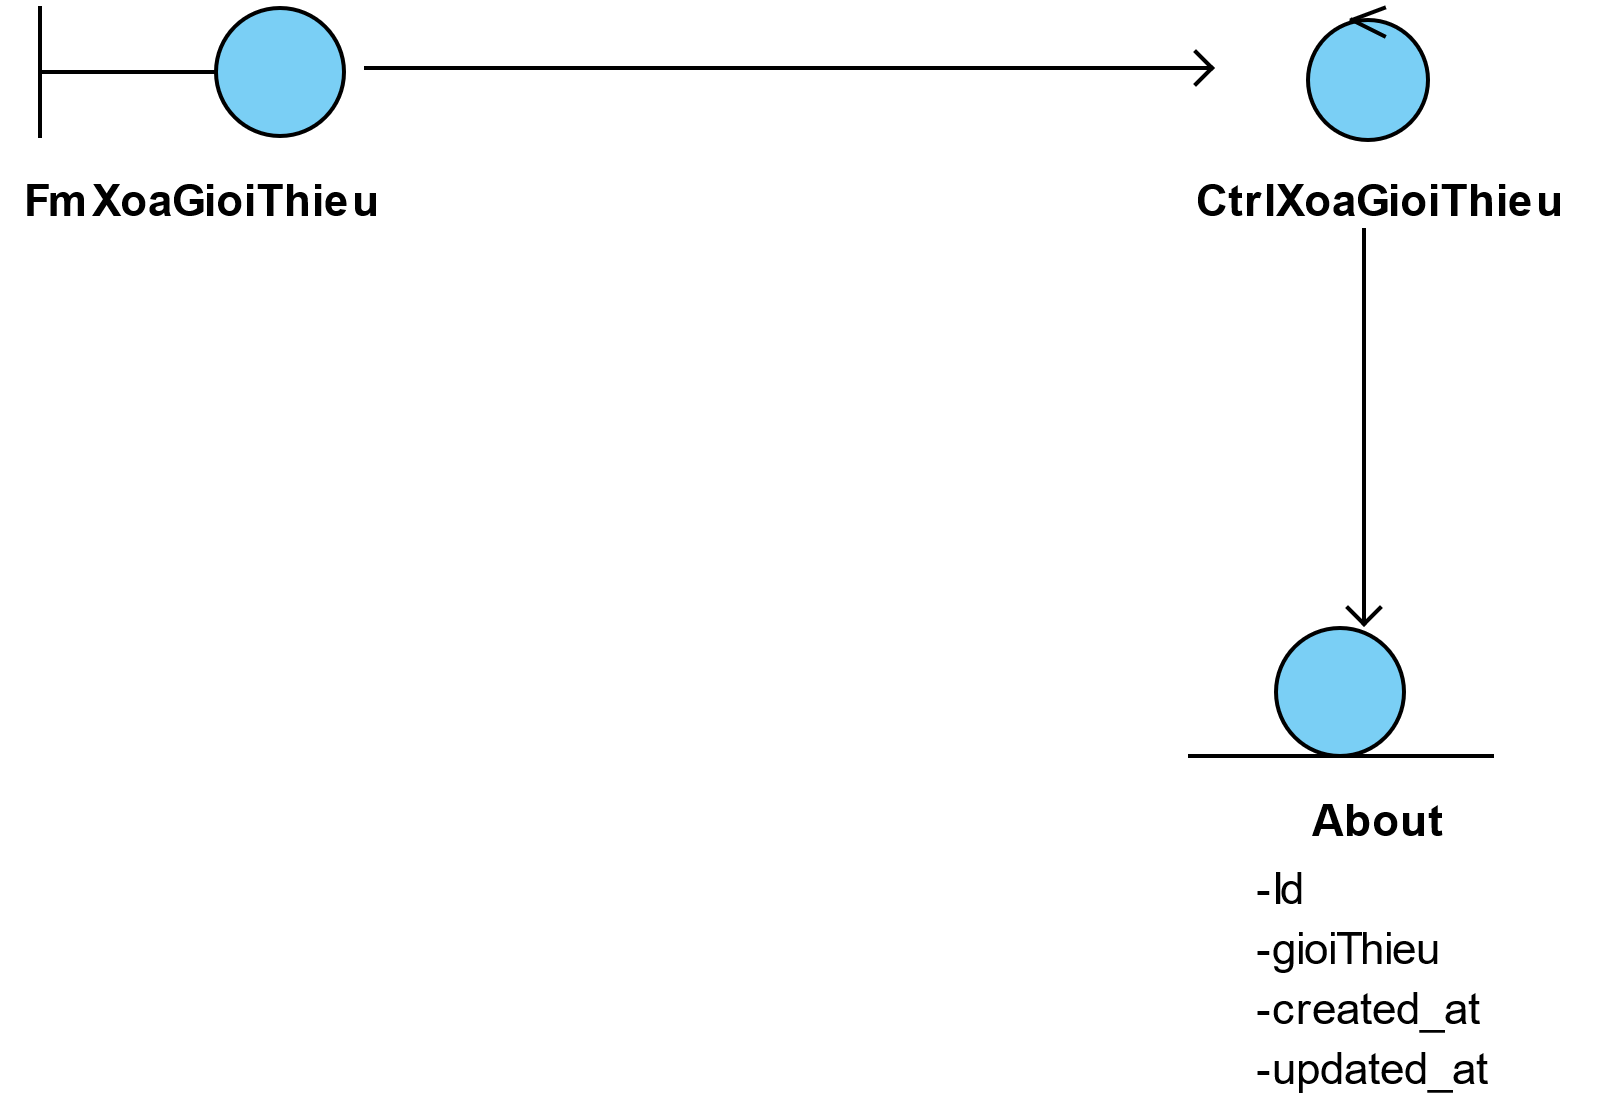 FmXoaGioiThieu
CtrlXoaGioiThieu
About
-Id
-gioiThieu
-created_at
-updated_at